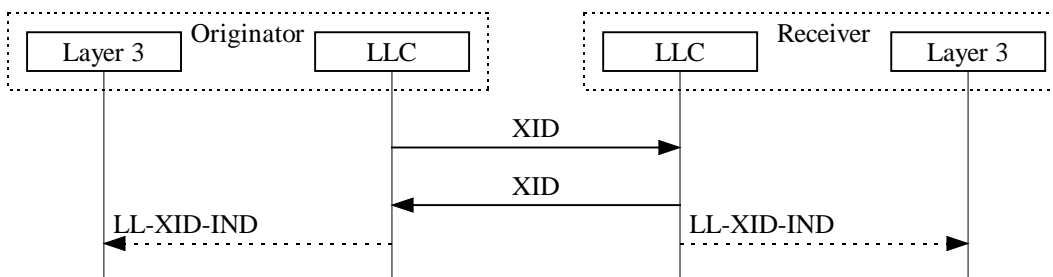 Originator
Receiver
Layer 3
LLC
LLC
Layer 3
XID
XID
LL-XID-IND
LL-XID-IND